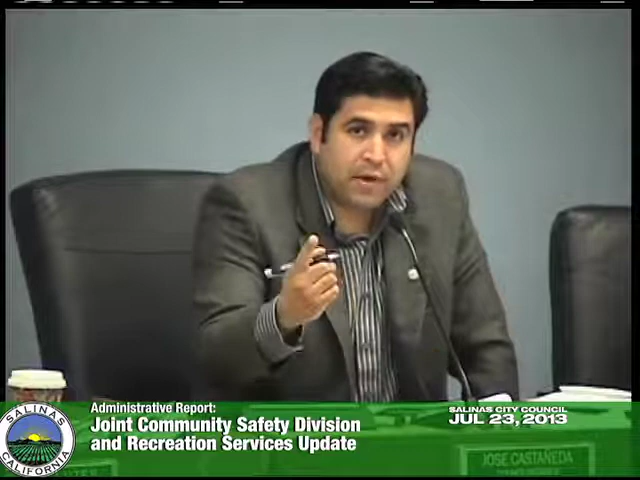 Administrative Report:
Joint Community Safety Division
and Recreation Services Update
SALINAS CITY COUNCIL
JUL 23, 2013
SALINAS
CALIFORNIA
JOSE CASTAÑEDA